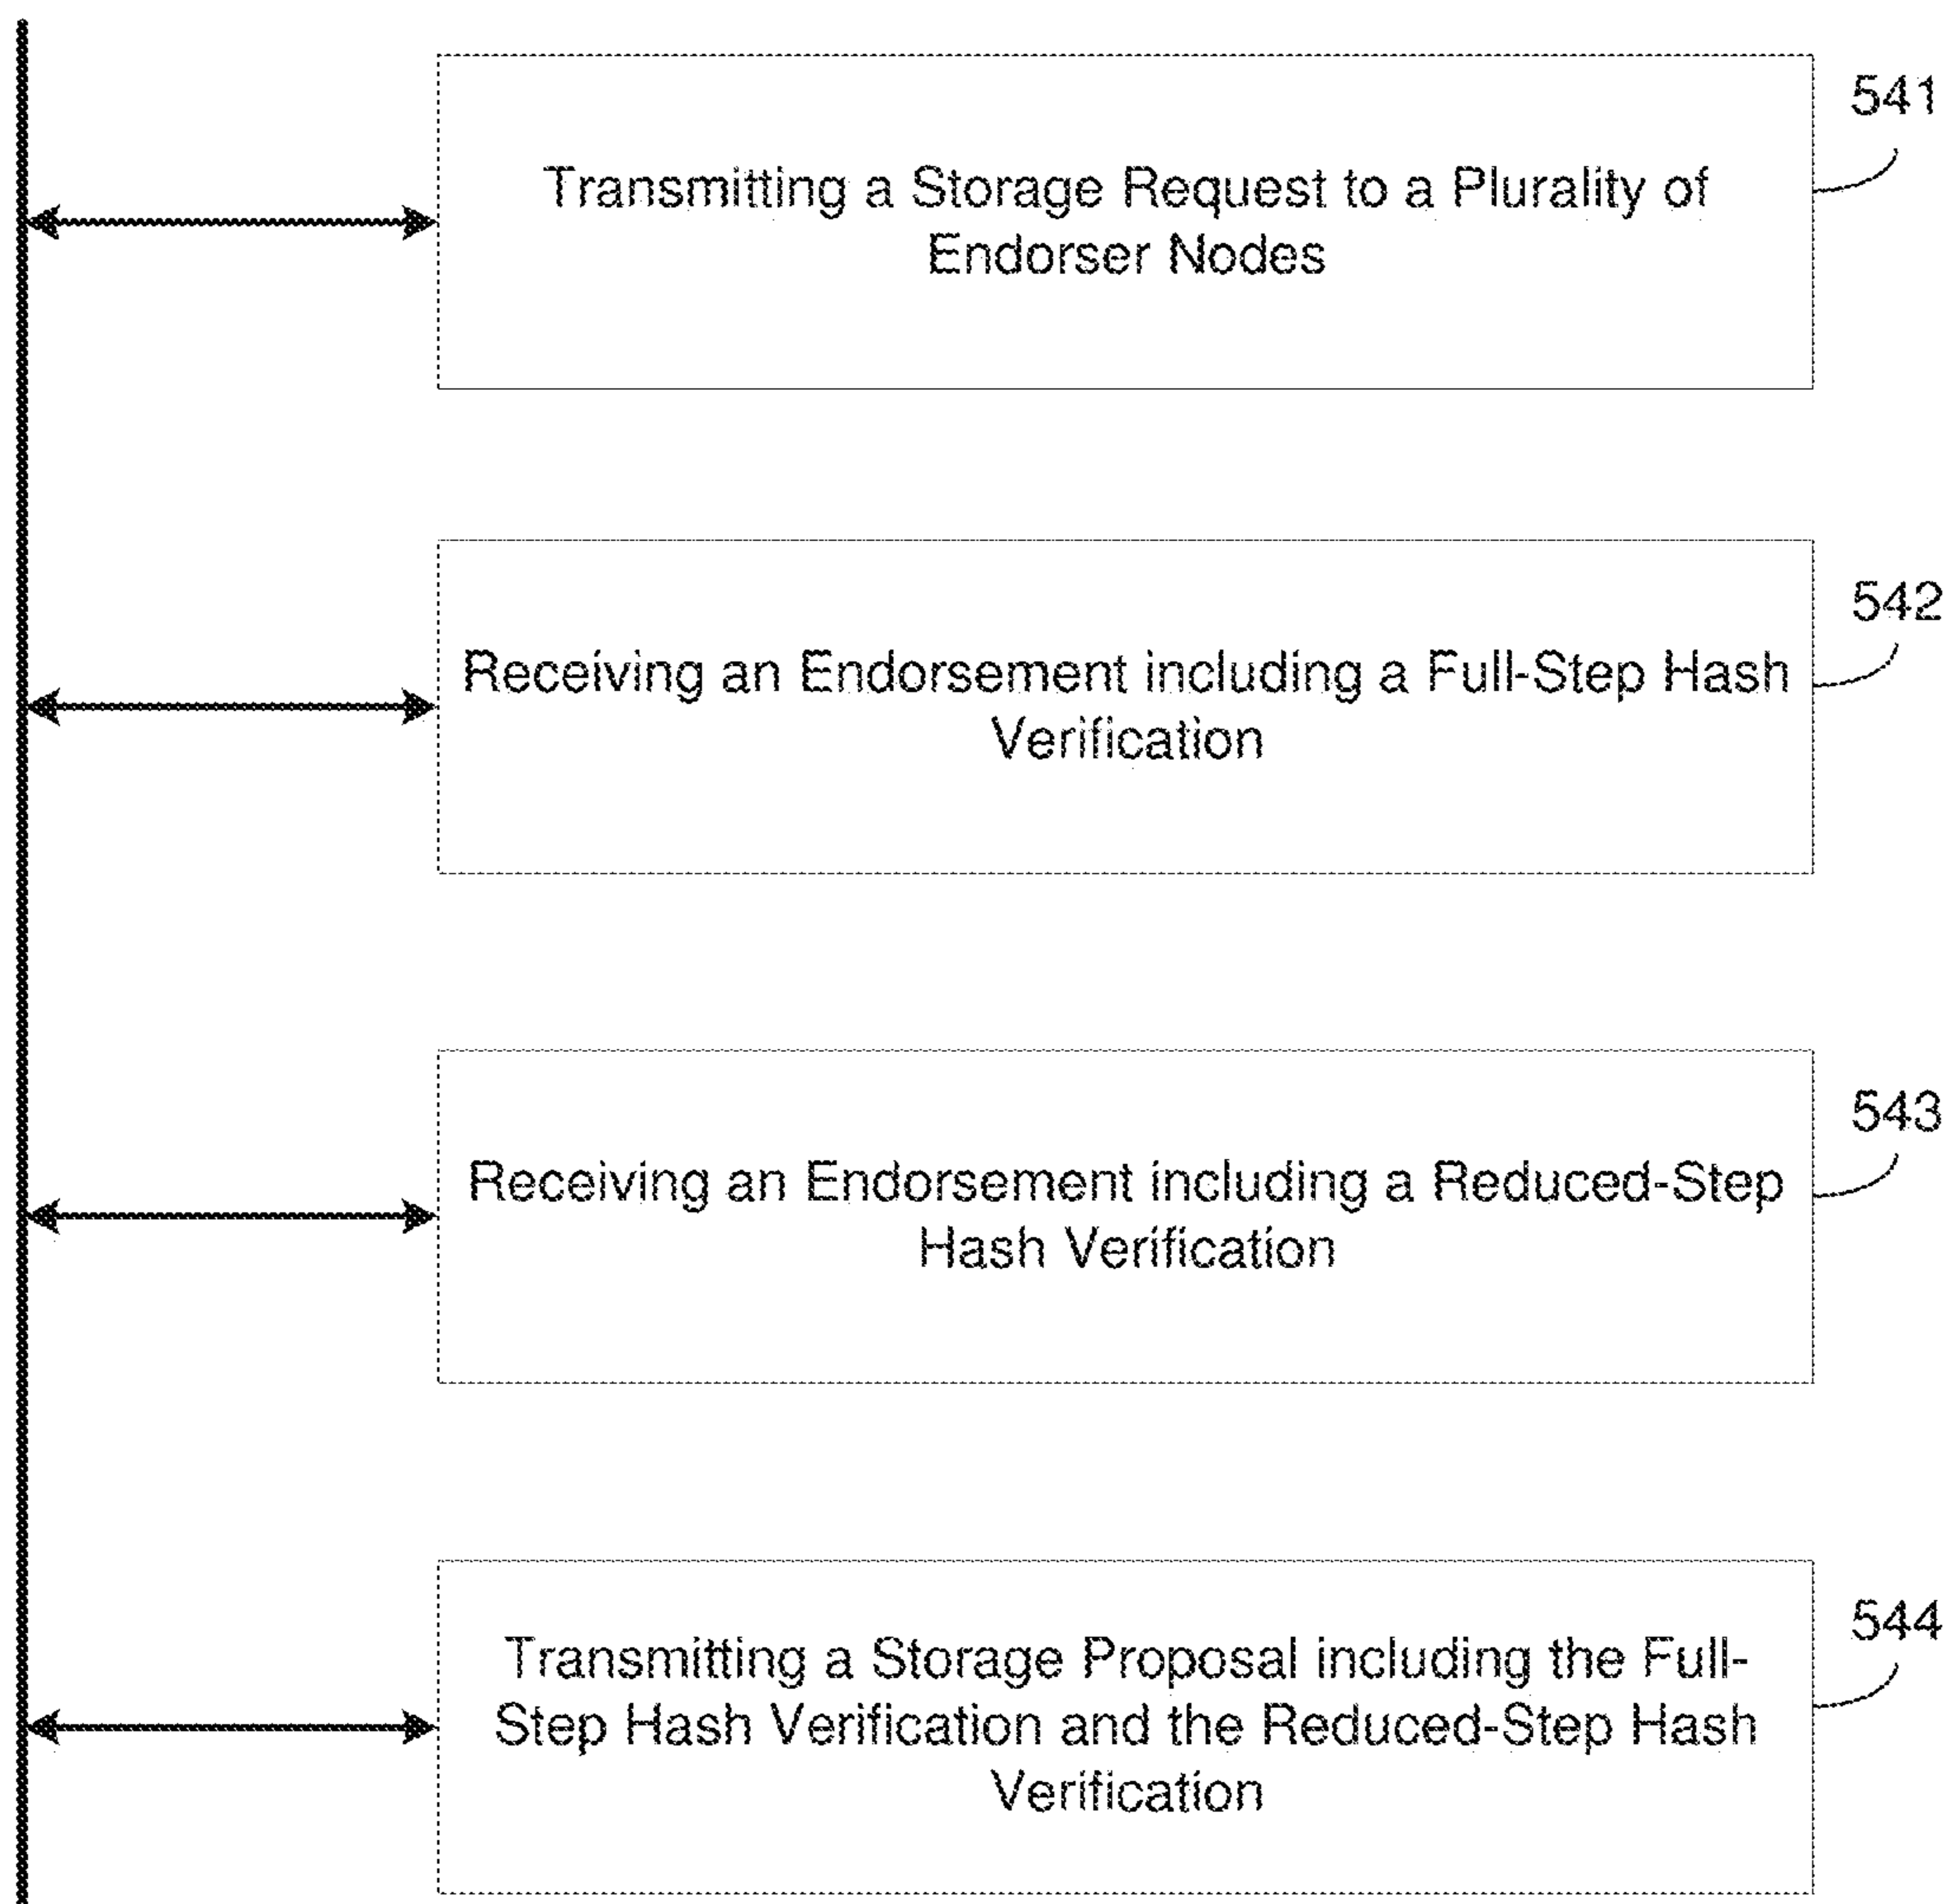 541
Transmitting a Storage Request to a Plurality of
Endorser Nodes
542
Receiving an Endorsement including a Full-Step Hash
Verification
543
Receiving an Endorsement including a Reduced-Step
Hash Verification
544
Transmitting a Storage Proposal including the Full-
Step Hash Verification and the Reduced-Step Hash
Verification